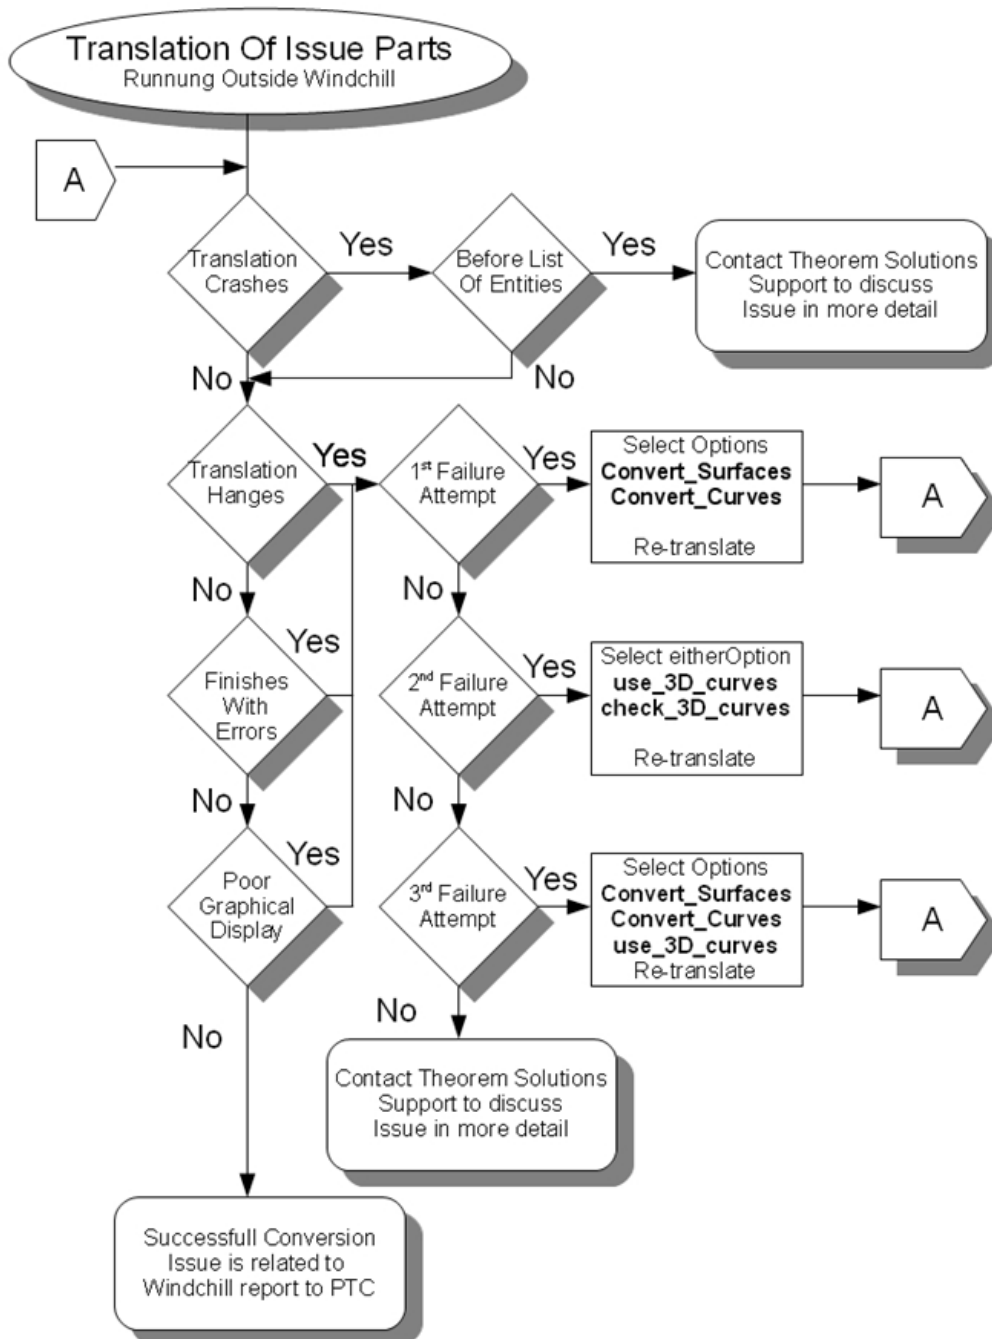 Translation Of Issue Parts
Runnung Outside Windchill
A
Translation
Crashes
Yes
Before List
Of Entities
Yes
Contact Theorem Solutions
Support to discuss
Issue in more detail
No
No
Translation
Hanges
Yes
1st Failure
Attempt
Yes
Select Options
Convert_Surfaces
Convert_Curves
Re-translate
A
No
No
Finishes
With
Errors
Yes
2nd Failure
Attempt
Yes
Select eitherOption
use_3D_curves
check_3D_curves
Re-translate
A
No
No
Poor
Graphical
Display
Yes
3rd Failure
Attempt
Yes
Select Options
Convert_Surfaces
Convert_Curves
use_3D_curves
Re-translate
A
No
No
Contact Theorem Solutions
Support to discuss
Issue in more detail
Successfull Conversion
Issue is related to
Windchill report to PTC